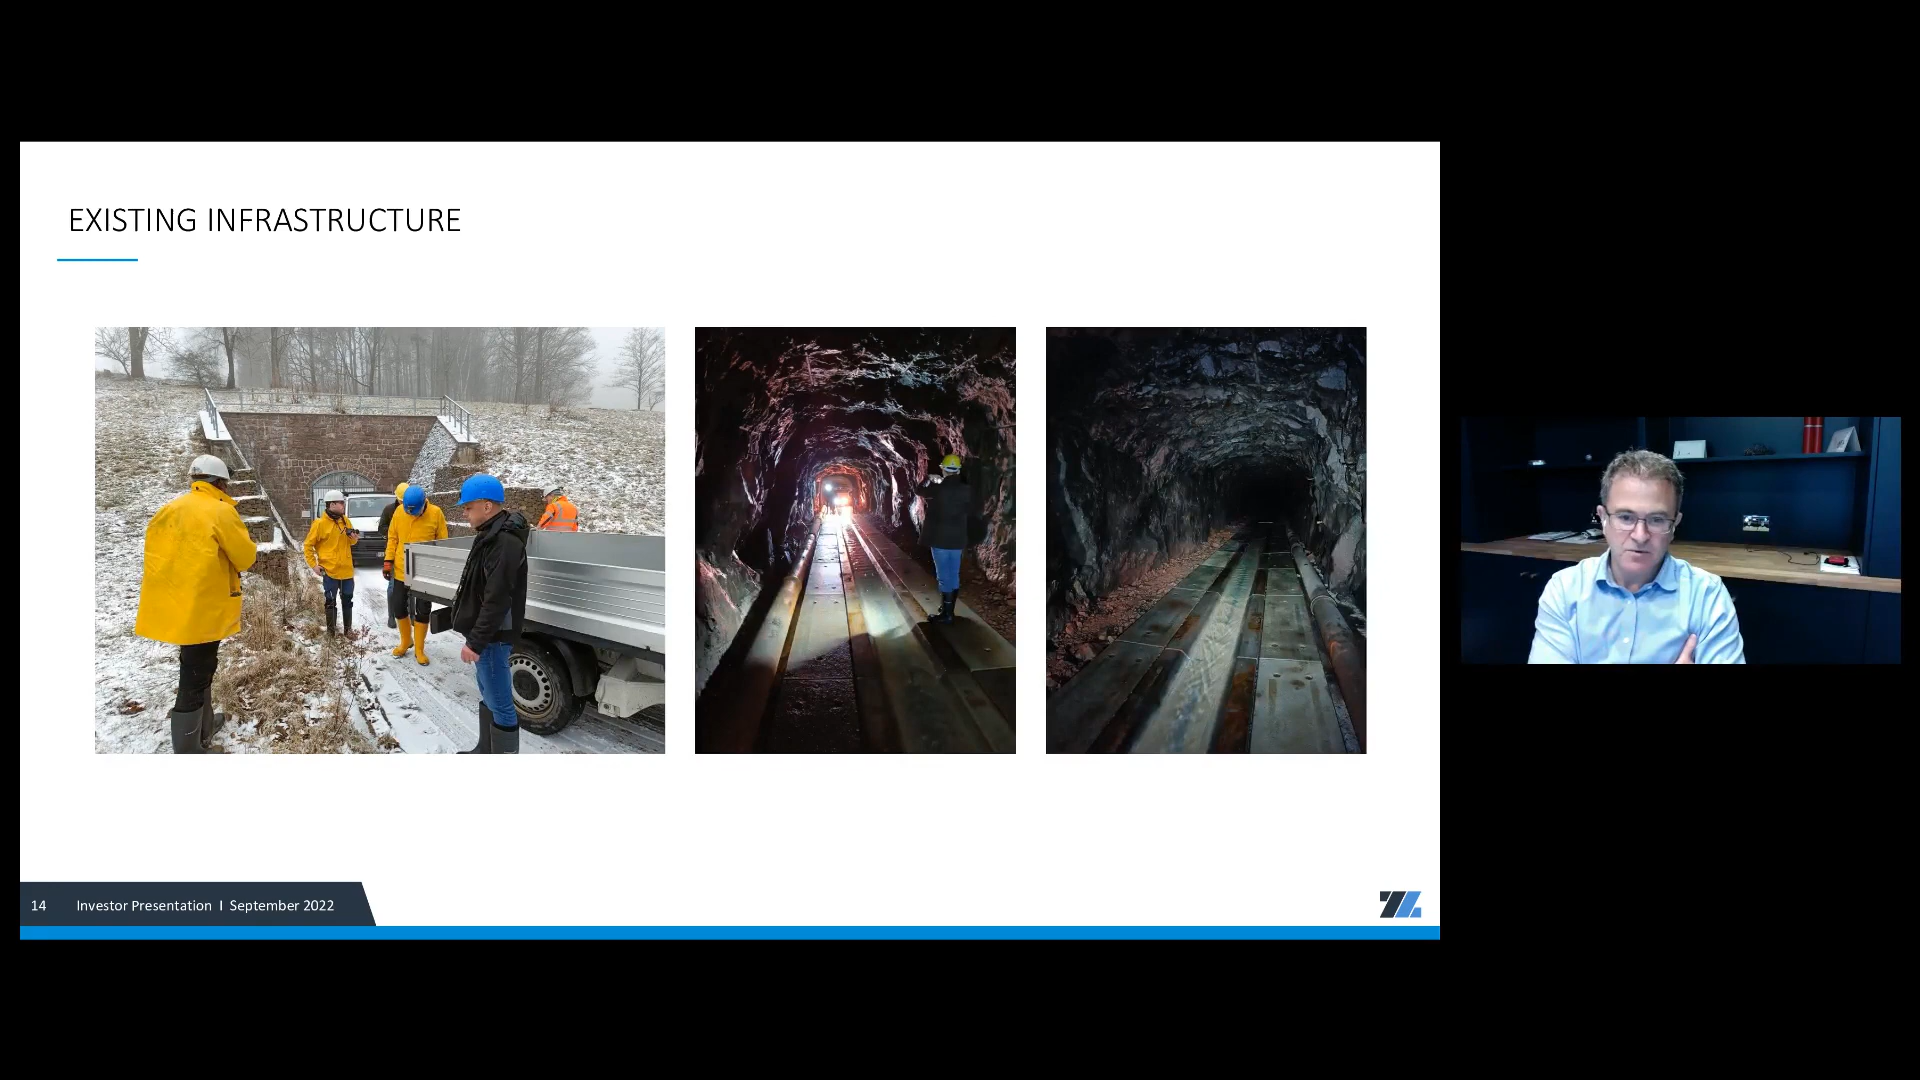 EXISTING INFRASTRUCTURE
14 Investor Presentation I September 2022